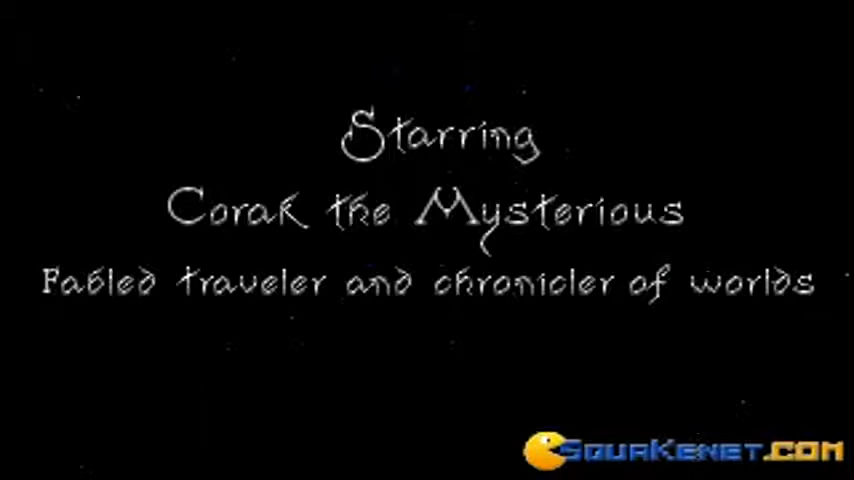 Starring
Corak the Mysterious
Fabled traveler and chronicler of worlds
SquaKeNet.com